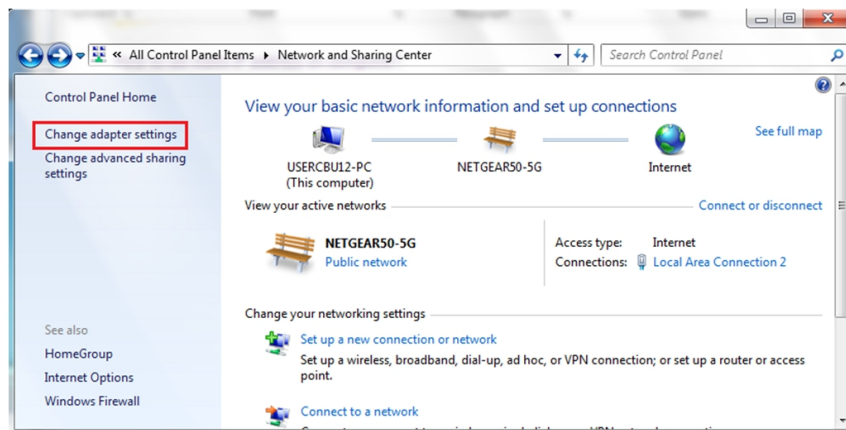 « All Control Panel Items ▸ Network and Sharing Center
Search Control Panel
Control Panel Home
Change adapter settings
Change advanced sharing
settings
See also
HomeGroup
Internet Options
Windows Firewall
View your basic network information and set up connections
See full map
USERCBU12-PC
(This computer)
NETGEAR50-5G
Internet
View your active networks
Connect or disconnect
NETGEAR50-5G
Public network
Access type: Internet
Connections: Local Area Connection 2
Change your networking settings
Set up a new connection or network
Set up a wireless, broadband, dial-up, ad hoc, or VPN connection; or set up a router or access
point.
Connect to a network